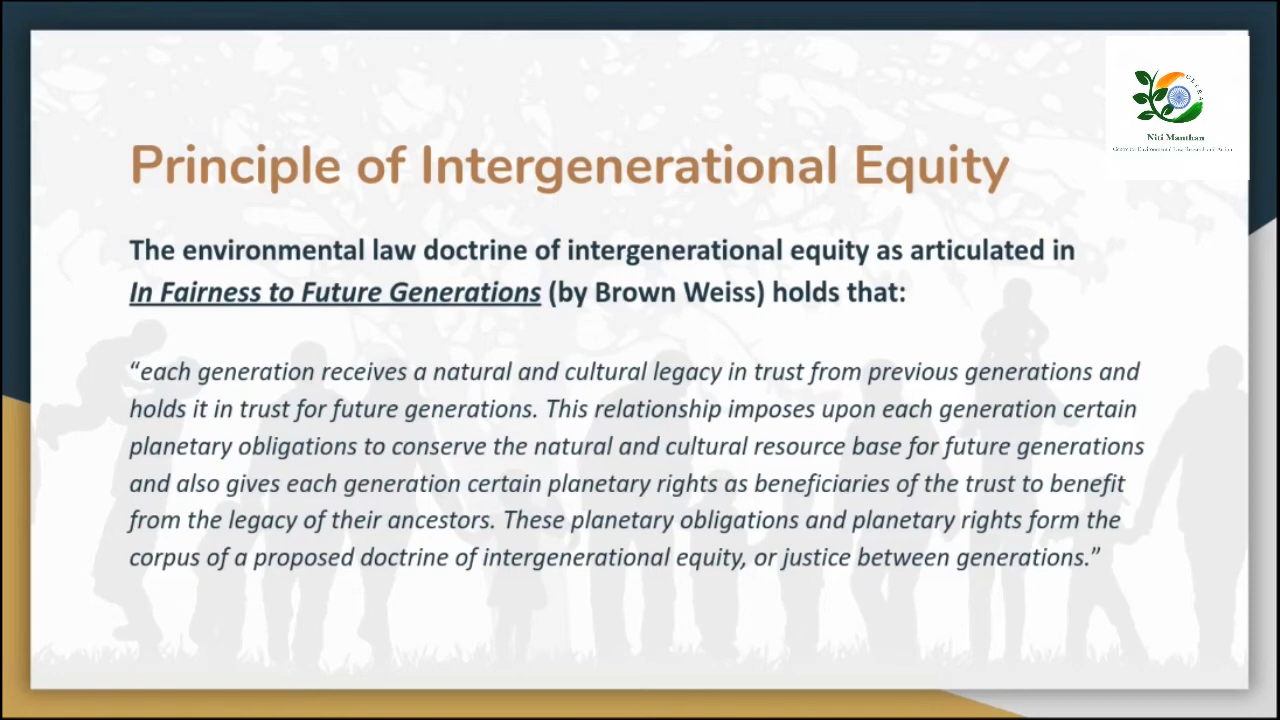 Niti Manthan
Principle of Intergenerational Equity
The environmental law doctrine of intergenerational equity as articulated in
In Fairness to Future Generations (by Brown Weiss) holds that:
“each generation receives a natural and cultural legacy in trust from previous generations and
holds it in trust for future generations. This relationship imposes upon each generation certain
planetary obligations to conserve the natural and cultural resource base for future generations
and also gives each generation certain planetary rights as beneficiaries of the trust to benefit
from the legacy of their ancestors. These planetary obligations and planetary rights form the
corpus of a proposed doctrine of intergenerational equity, or justice between generations.”